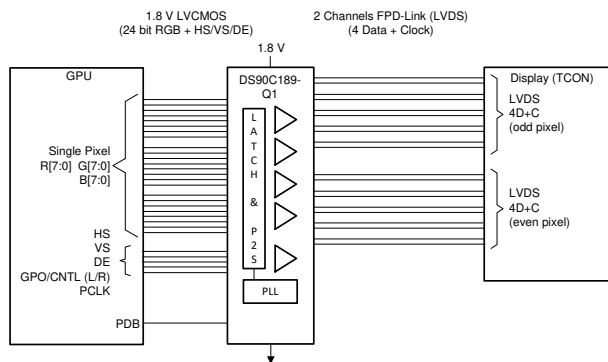 1.8 V LVCMOS
(24 bit RGB + HS/VS/DE)
2 Channels FPD-Link (LVDS)
(4 Data + Clock)
1.8 V
GPU
DS90C189-
Q1
Display (TCON)
Single Pixel
R[7:0] G[7:0]
B[7:0]
HS
VS
DE
GPO/CNTL (L/R)
PCLK
PDB
LATCH & P2S
PLL
LVDS
4D+C
(odd pixel)
LVDS
4D+C
(even pixel)